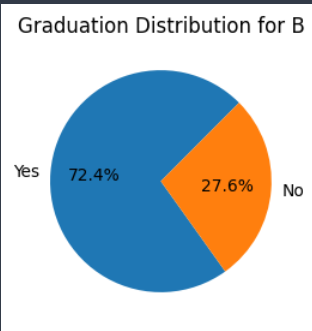 Graduation Distribution for B
Yes
72.4%
27.6%
No